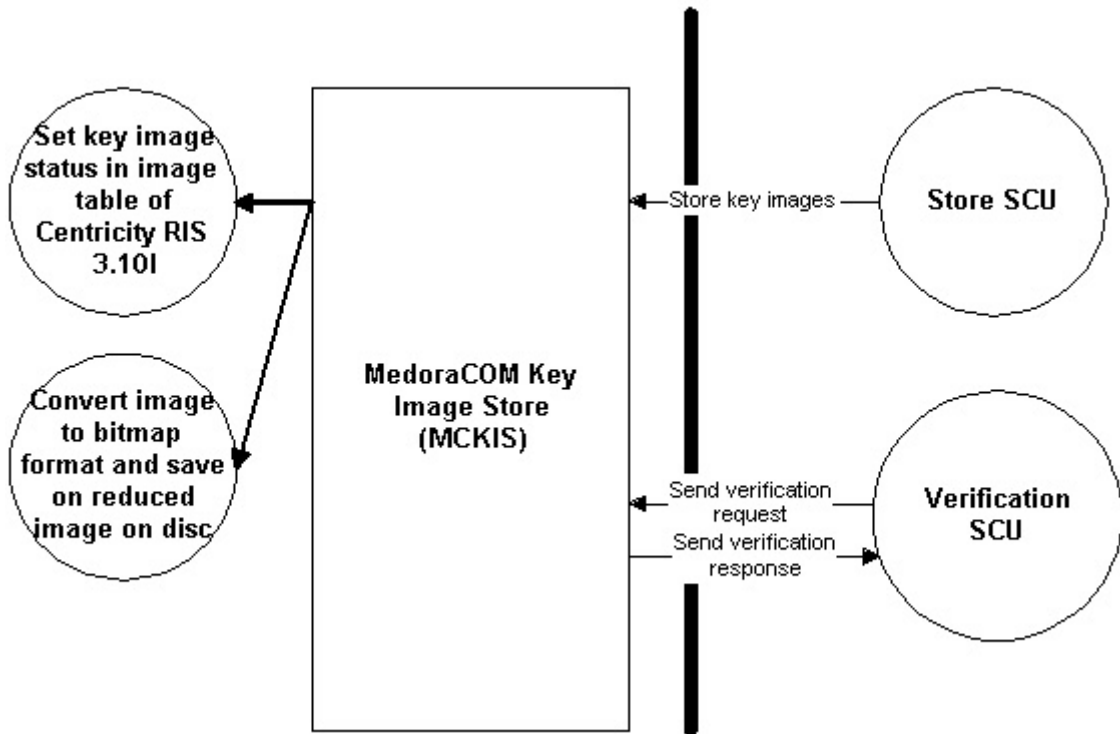 Set key image
status in image
table of
Centricity RIS
3.10I
Convert image
to bitmap
format and save
on reduced
image on disc
MedoraCOM Key
Image Store
(MCKIS)
Store key images
Send verification
request
Send verification
response
Store SCU
Verification
SCU